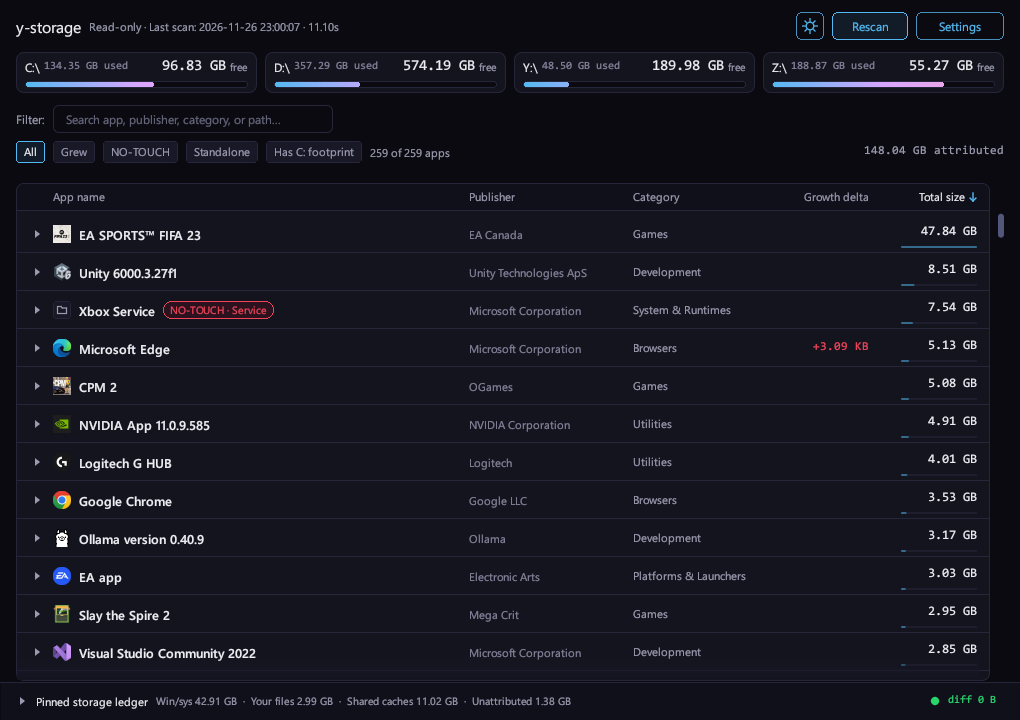 y-storage Read-only · Last scan: 2026-11-26 23:00:07 · 11.10s Rescan Settings
C:\ 134.35 GB used 96.83 GB free D:\ 357.29 GB used 574.19 GB free Y:\ 48.50 GB used 189.98 GB free Z:\ 188.87 GB used 55.27 GB free
Filter: Search app, publisher, category, or path...
All Grew NO-TOUCH Standalone Has C: footprint 259 of 259 apps 148.04 GB attributed
App name Publisher Category Growth delta Total size ↓
EA SPORTS™ FIFA 23 EA Canada Games 47.84 GB
Unity 6000.3.27f1 Unity Technologies ApS Development 8.51 GB
Xbox Service NO-TOUCH · Service Microsoft Corporation System & Runtimes 7.54 GB
Microsoft Edge Microsoft Corporation Browsers +3.09 KB 5.13 GB
CPM 2 OGames Games 5.08 GB
NVIDIA App 11.0.9.585 NVIDIA Corporation Utilities 4.91 GB
Logitech G HUB Logitech Utilities 4.01 GB
Google Chrome Google LLC Browsers 3.53 GB
Ollama version 0.40.9 Ollama Development 3.17 GB
EA app Electronic Arts Platforms & Launchers 3.03 GB
Slay the Spire 2 Mega Crit Games 2.95 GB
Visual Studio Community 2022 Microsoft Corporation Development 2.85 GB
Pinned storage ledger Win/sys 42.91 GB · Your files 2.99 GB · Shared caches 11.02 GB · Unattributed 1.38 GB diff 0 B